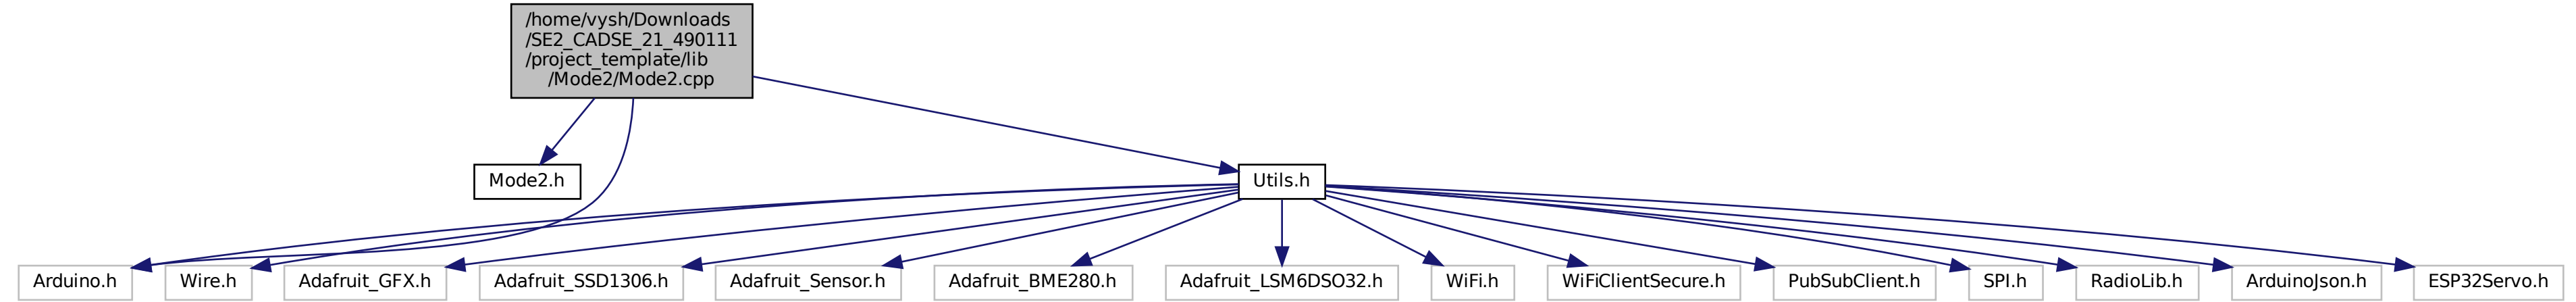 /home/vysh/Downloads
/SE2_CADSE_21_490111
/project_template/lib
/Mode2/Mode2.cpp
Mode2.h
Utils.h
Arduino.h
Wire.h
Adafruit_GFX.h
Adafruit_SSD1306.h
Adafruit_Sensor.h
Adafruit_BME280.h
Adafruit_LSM6DSO32.h
WiFi.h
WiFiClientSecure.h
PubSubClient.h
SPI.h
RadioLib.h
ArduinoJson.h
ESP32Servo.h